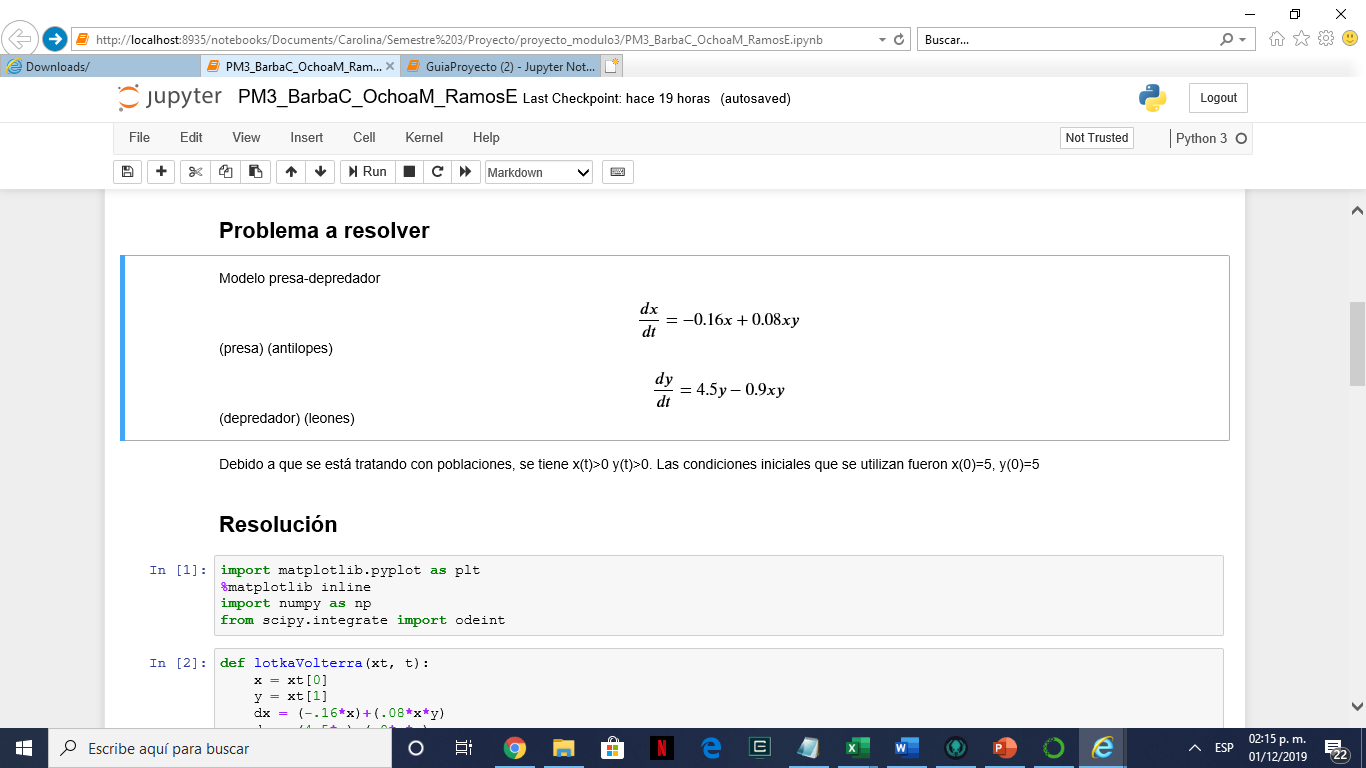 http://localhost:8935/notebooks/Documents/Carolina/Semestre%203/Proyecto/proyecto_modulo3/PM3_BarbaC_OchoaM_RamosE.ipynb
Buscar...
Downloads/
PM3_BarbaC_OchoaM_Ram...
GuiaProyecto (2) - Jupyter Not...
jupyter PM3_BarbaC_OchoaM_RamosE Last Checkpoint: hace 19 horas (autosaved)
Logout
File Edit View Insert Cell Kernel Help
Not Trusted
Python 3
Run
Markdown
Problema a resolver
Modelo presa-depredador
dx/dt = −0.16x + 0.08xy
(presa) (antilopes)
dy/dt = 4.5y − 0.9xy
(depredador) (leones)
Debido a que se está tratando con poblaciones, se tiene x(t)>0 y(t)>0. Las condiciones iniciales que se utilizan fueron x(0)=5, y(0)=5
Resolución
In [1]:
import matplotlib.pyplot as plt
%matplotlib inline
import numpy as np
from scipy.integrate import odeint
In [2]:
def lotkaVolterra(xt, t):
x = xt[0]
y = xt[1]
dx = (-.16*x)+(.08*x*y)
Escribe aquí para buscar
ESP
02:15 p. m.
01/12/2019
22